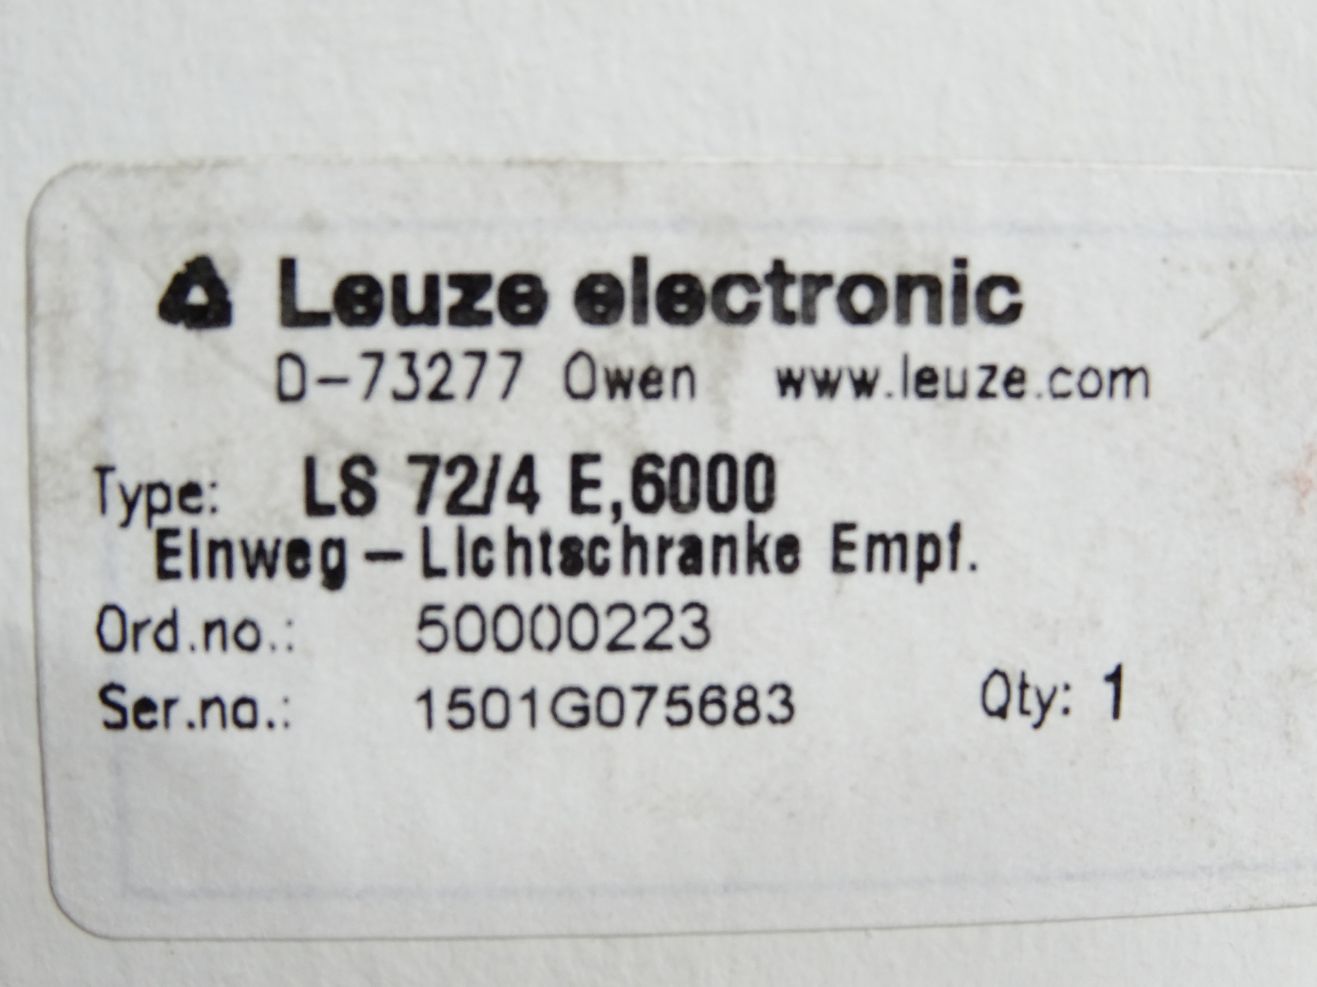 Leuze electronic
D-73277 Owen www.leuze.com
Type: LS 72/4 E,6000
Einweg-Lichtschranke Empf.
Ord.no.: 50000223
Ser.no.: 1501G075683 Qty: 1